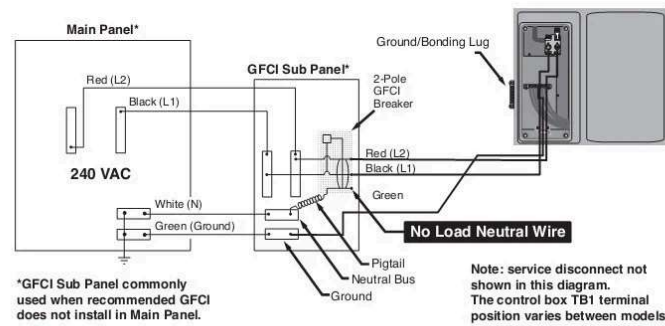 Main Panel*
Ground/Bonding Lug
GFCI Sub Panel*
Red (L2)
2-Pole
GFCI
Breaker
Black (L1)
240 VAC
Red (L2)
Black (L1)
Green
White (N)
Green (Ground)
No Load Neutral Wire
Pigtail
Neutral Bus
Ground
*GFCI Sub Panel commonly
used when recommended GFCI
does not install in Main Panel.
Note: service disconnect not
shown in this diagram.
The control box TB1 terminal
position varies between models